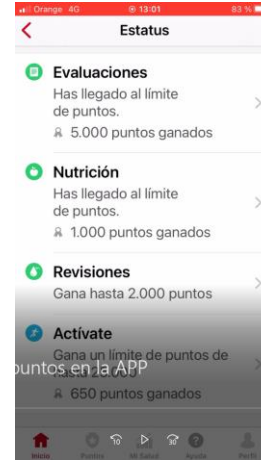 Orange 4G 13:01 83 %
Estatus
Evaluaciones
Has llegado al límite
de puntos.
5.000 puntos ganados
Nutrición
Has llegado al límite
de puntos.
1.000 puntos ganados
Revisiones
Gana hasta 2.000 puntos
Actívate
Gana un límite de puntos de
puntos en la APP
hasta
650 puntos ganados
Inicio Puntos Mi Salud Ayuda Perfil